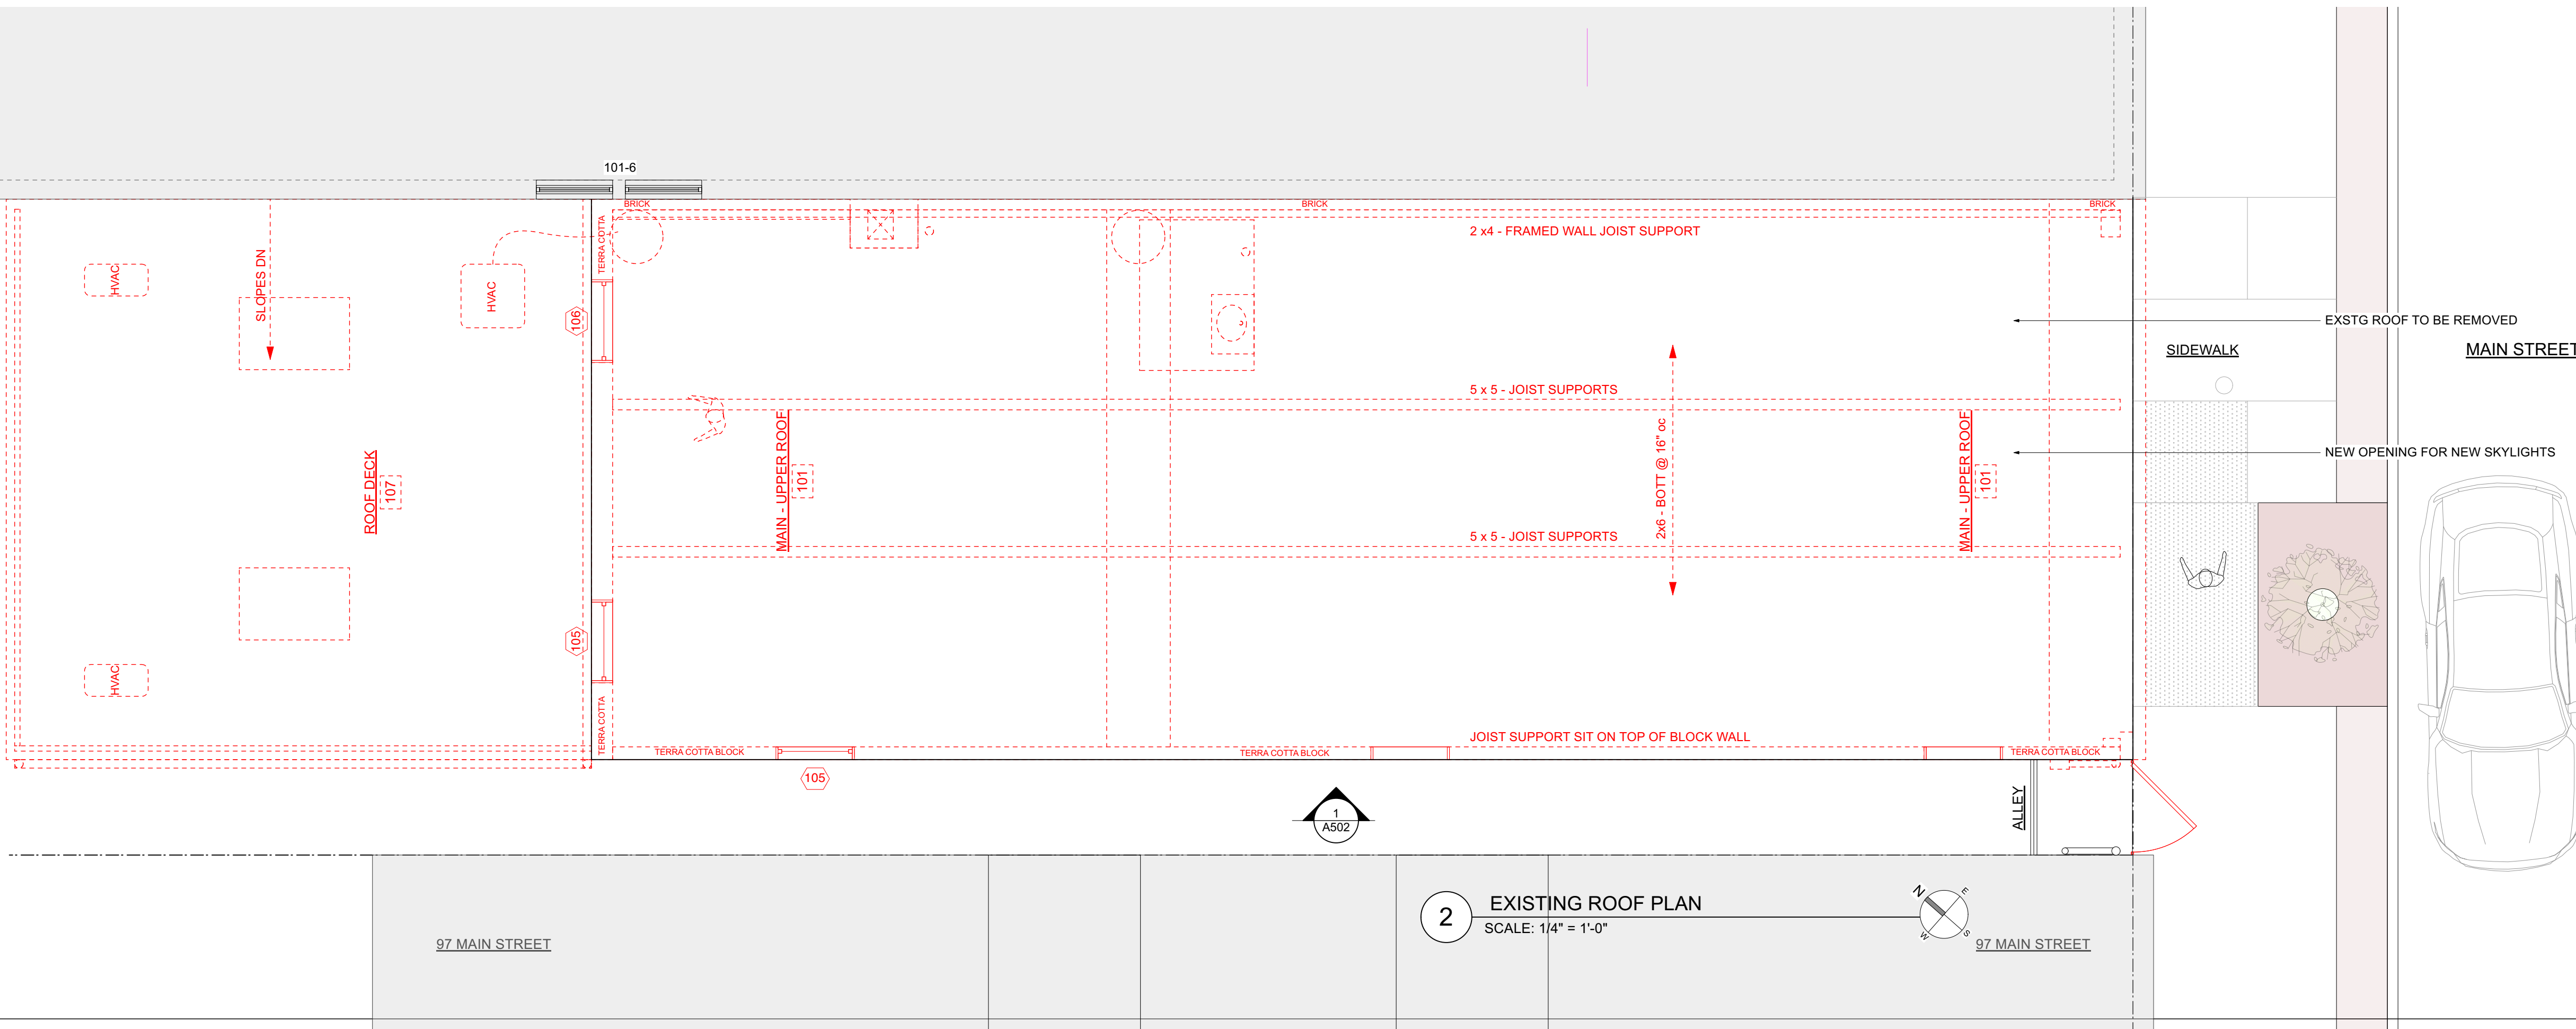 101-6
BRICK
BRICK
BRICK
TERRA COTTA
2 x4 - FRAMED WALL JOIST SUPPORT
SLOPES DN
HVAC
HVAC
106
EXSTG ROOF TO BE REMOVED
SIDEWALK
MAIN STREET
5 x 5 - JOIST SUPPORTS
2x6 - BOTT @ 16" oc
NEW OPENING FOR NEW SKYLIGHTS
ROOF DECK
107
MAIN - UPPER ROOF
101
MAIN - UPPER ROOF
101
5 x 5 - JOIST SUPPORTS
105
HVAC
TERRA COTTA
JOIST SUPPORT SIT ON TOP OF BLOCK WALL
TERRA COTTA BLOCK
TERRA COTTA BLOCK
TERRA COTTA BLOCK
105
1
A502
ALLEY
2
EXISTING ROOF PLAN
SCALE: 1/4" = 1'-0"
N
E
W
S
97 MAIN STREET
97 MAIN STREET